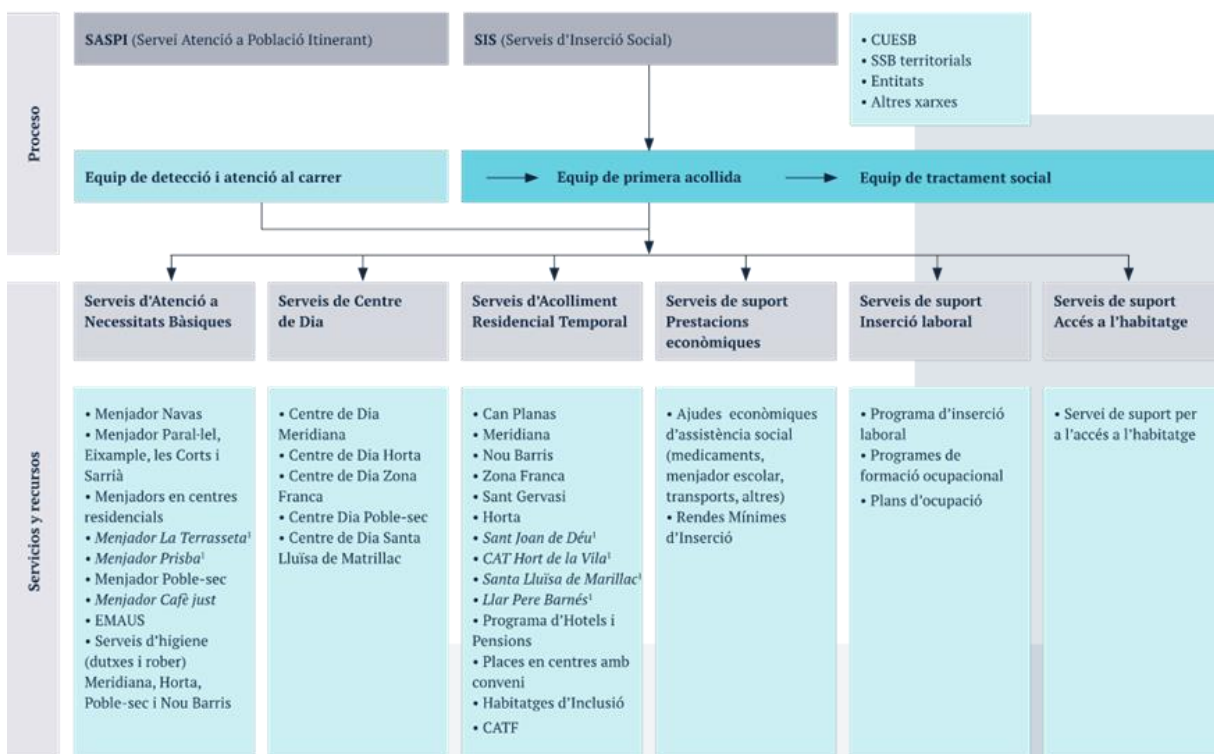 SASPI (Servei Atenció a Població Itinerant)
SIS (Serveis d'Inserció Social)
• CUESB
• SSB territorials
• Entitats
• Altres xarxes
Proceso
Equip de detecció i atenció al carrer
Equip de primera acollida
Equip de tractament social
Servicios y recursos
Serveis d'Atenció a
Necessitats Bàsiques
Serveis de Centre
de Dia
Serveis d'Acolliment
Residencial Temporal
Serveis de suport
Prestacions
econòmiques
Serveis de suport
Inserció laboral
Serveis de suport
Accés a l'habitatge
• Menjador Navas
• Menjador Paral·lel,
Eixample, les Corts i
Sarrià
• Menjadors en centres
residencials
• Menjador La Terrasseta¹
• Menjador Prisba¹
• Menjador Poble-sec
• Menjador Cafè just
• EMAUS
• Serveis d'higiene
(dutxes i rober)
Meridiana, Horta,
Poble-sec i Nou Barris
• Centre de Dia
Meridiana
• Centre de Dia Horta
• Centre de Dia Zona
Franca
• Centre Dia Poble-sec
• Centre de Dia Santa
Lluïsa de Matrillac
• Can Planas
• Meridiana
• Nou Barris
• Zona Franca
• Sant Gervasi
• Horta
• Sant Joan de Déu¹
• CAT Hort de la Vila¹
• Santa Lluïsa de Marillac¹
• Llar Pere Barnés¹
• Programa d'Hotels i
Pensions
• Places en centres amb
conveni
• Habitatges d'Inclusió
• CATF
• Ajudes econòmiques
d'assistència social
(medicaments,
menjador escolar,
transports, altres)
• Rendes Mínimes
d'Inserció
• Programa d'inserció
laboral
• Programes de
formació ocupacional
• Plans d'ocupació
• Servei de suport per
a l'accés a l'habitatge